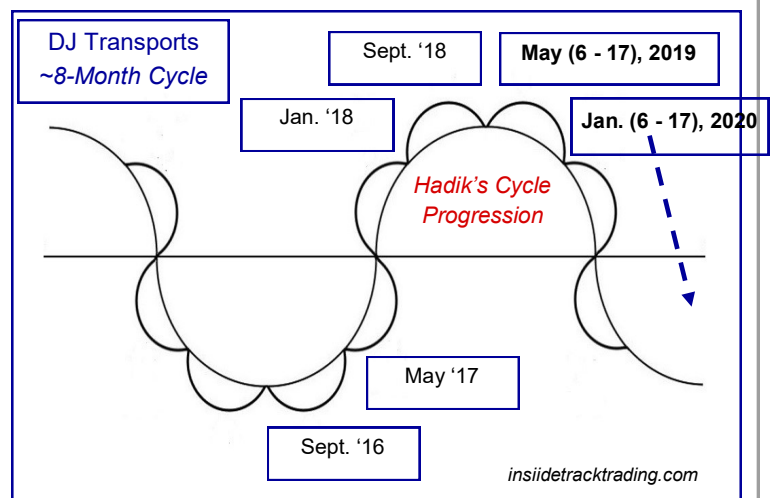 DJ Transports
~8-Month Cycle
Sept. ‘18
May (6 - 17), 2019
Jan. ‘18
Jan. (6 - 17), 2020
Hadik's Cycle
Progression
May ‘17
Sept. ‘16
insiidetracktrading.com